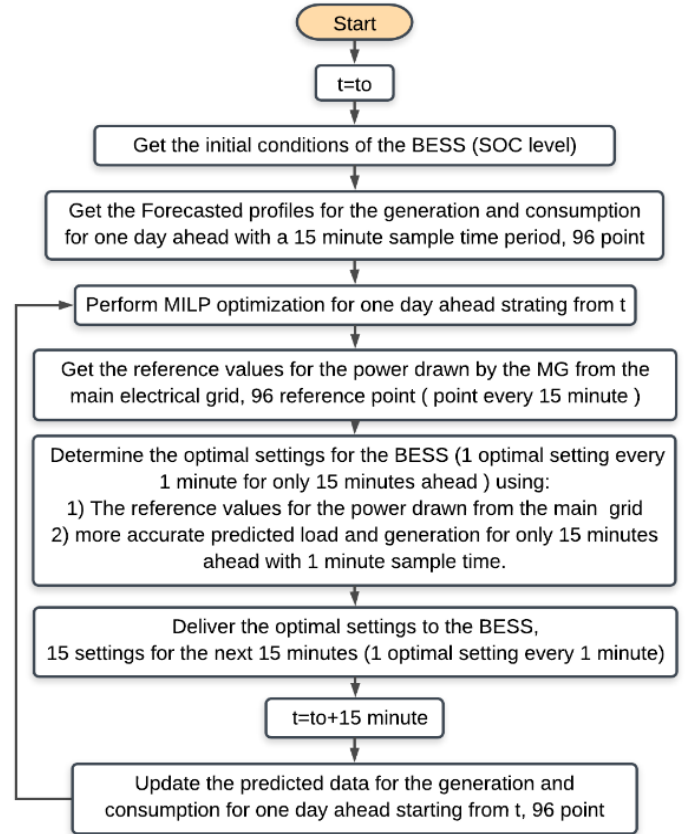 Start
t=to
Get the initial conditions of the BESS (SOC level)
Get the Forecasted profiles for the generation and consumption
for one day ahead with a 15 minute sample time period, 96 point
Perform MILP optimization for one day ahead strating from t
Get the reference values for the power drawn by the MG from the
main electrical grid, 96 reference point ( point every 15 minute )
Determine the optimal settings for the BESS (1 optimal setting every
1 minute for only 15 minutes ahead ) using:
1) The reference values for the power drawn from the main grid
2) more accurate predicted load and generation for only 15 minutes
ahead with 1 minute sample time.
Deliver the optimal settings to the BESS,
15 settings for the next 15 minutes (1 optimal setting every 1 minute)
t=to+15 minute
Update the predicted data for the generation and
consumption for one day ahead starting from t, 96 point